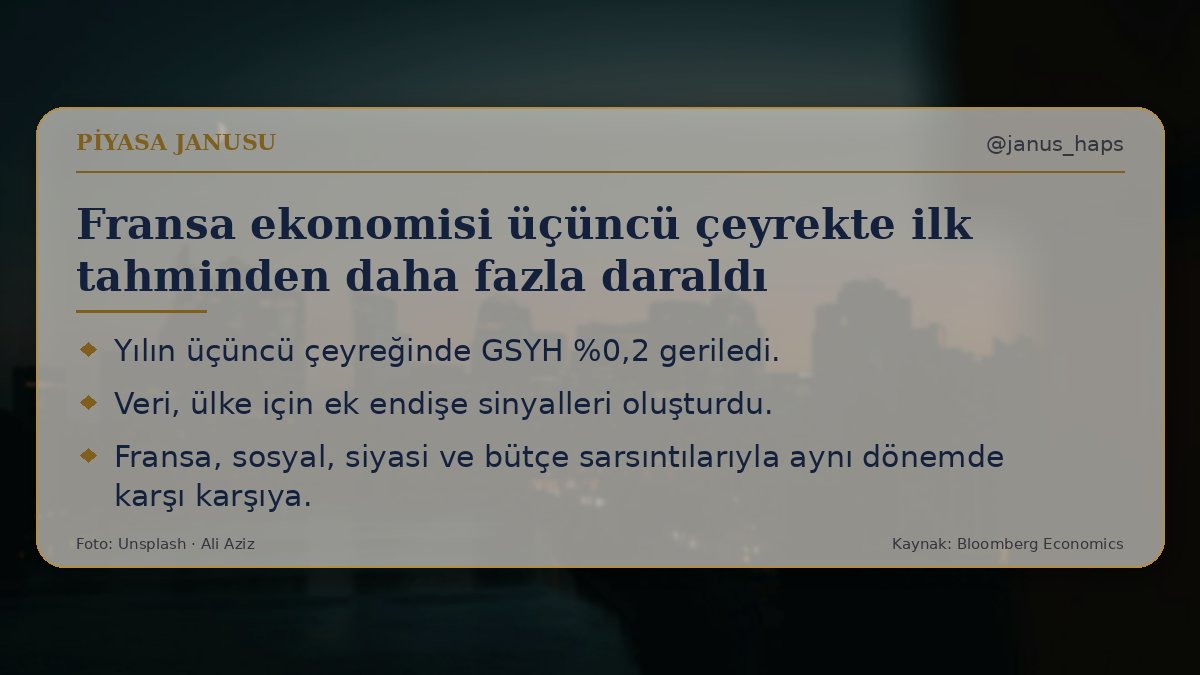 PİYASA JANUSU
@janus_haps
Fransa ekonomisi üçüncü çeyrekte ilk
tahminden daha fazla daraldı
Yılın üçüncü çeyreğinde GSYH %0,2 geriledi.
Veri, ülke için ek endişe sinyalleri oluşturdu.
Fransa, sosyal, siyasi ve bütçe sarsıntılarıyla aynı dönemde
karşı karşıya.
Foto: Unsplash · Ali Aziz
Kaynak: Bloomberg Economics